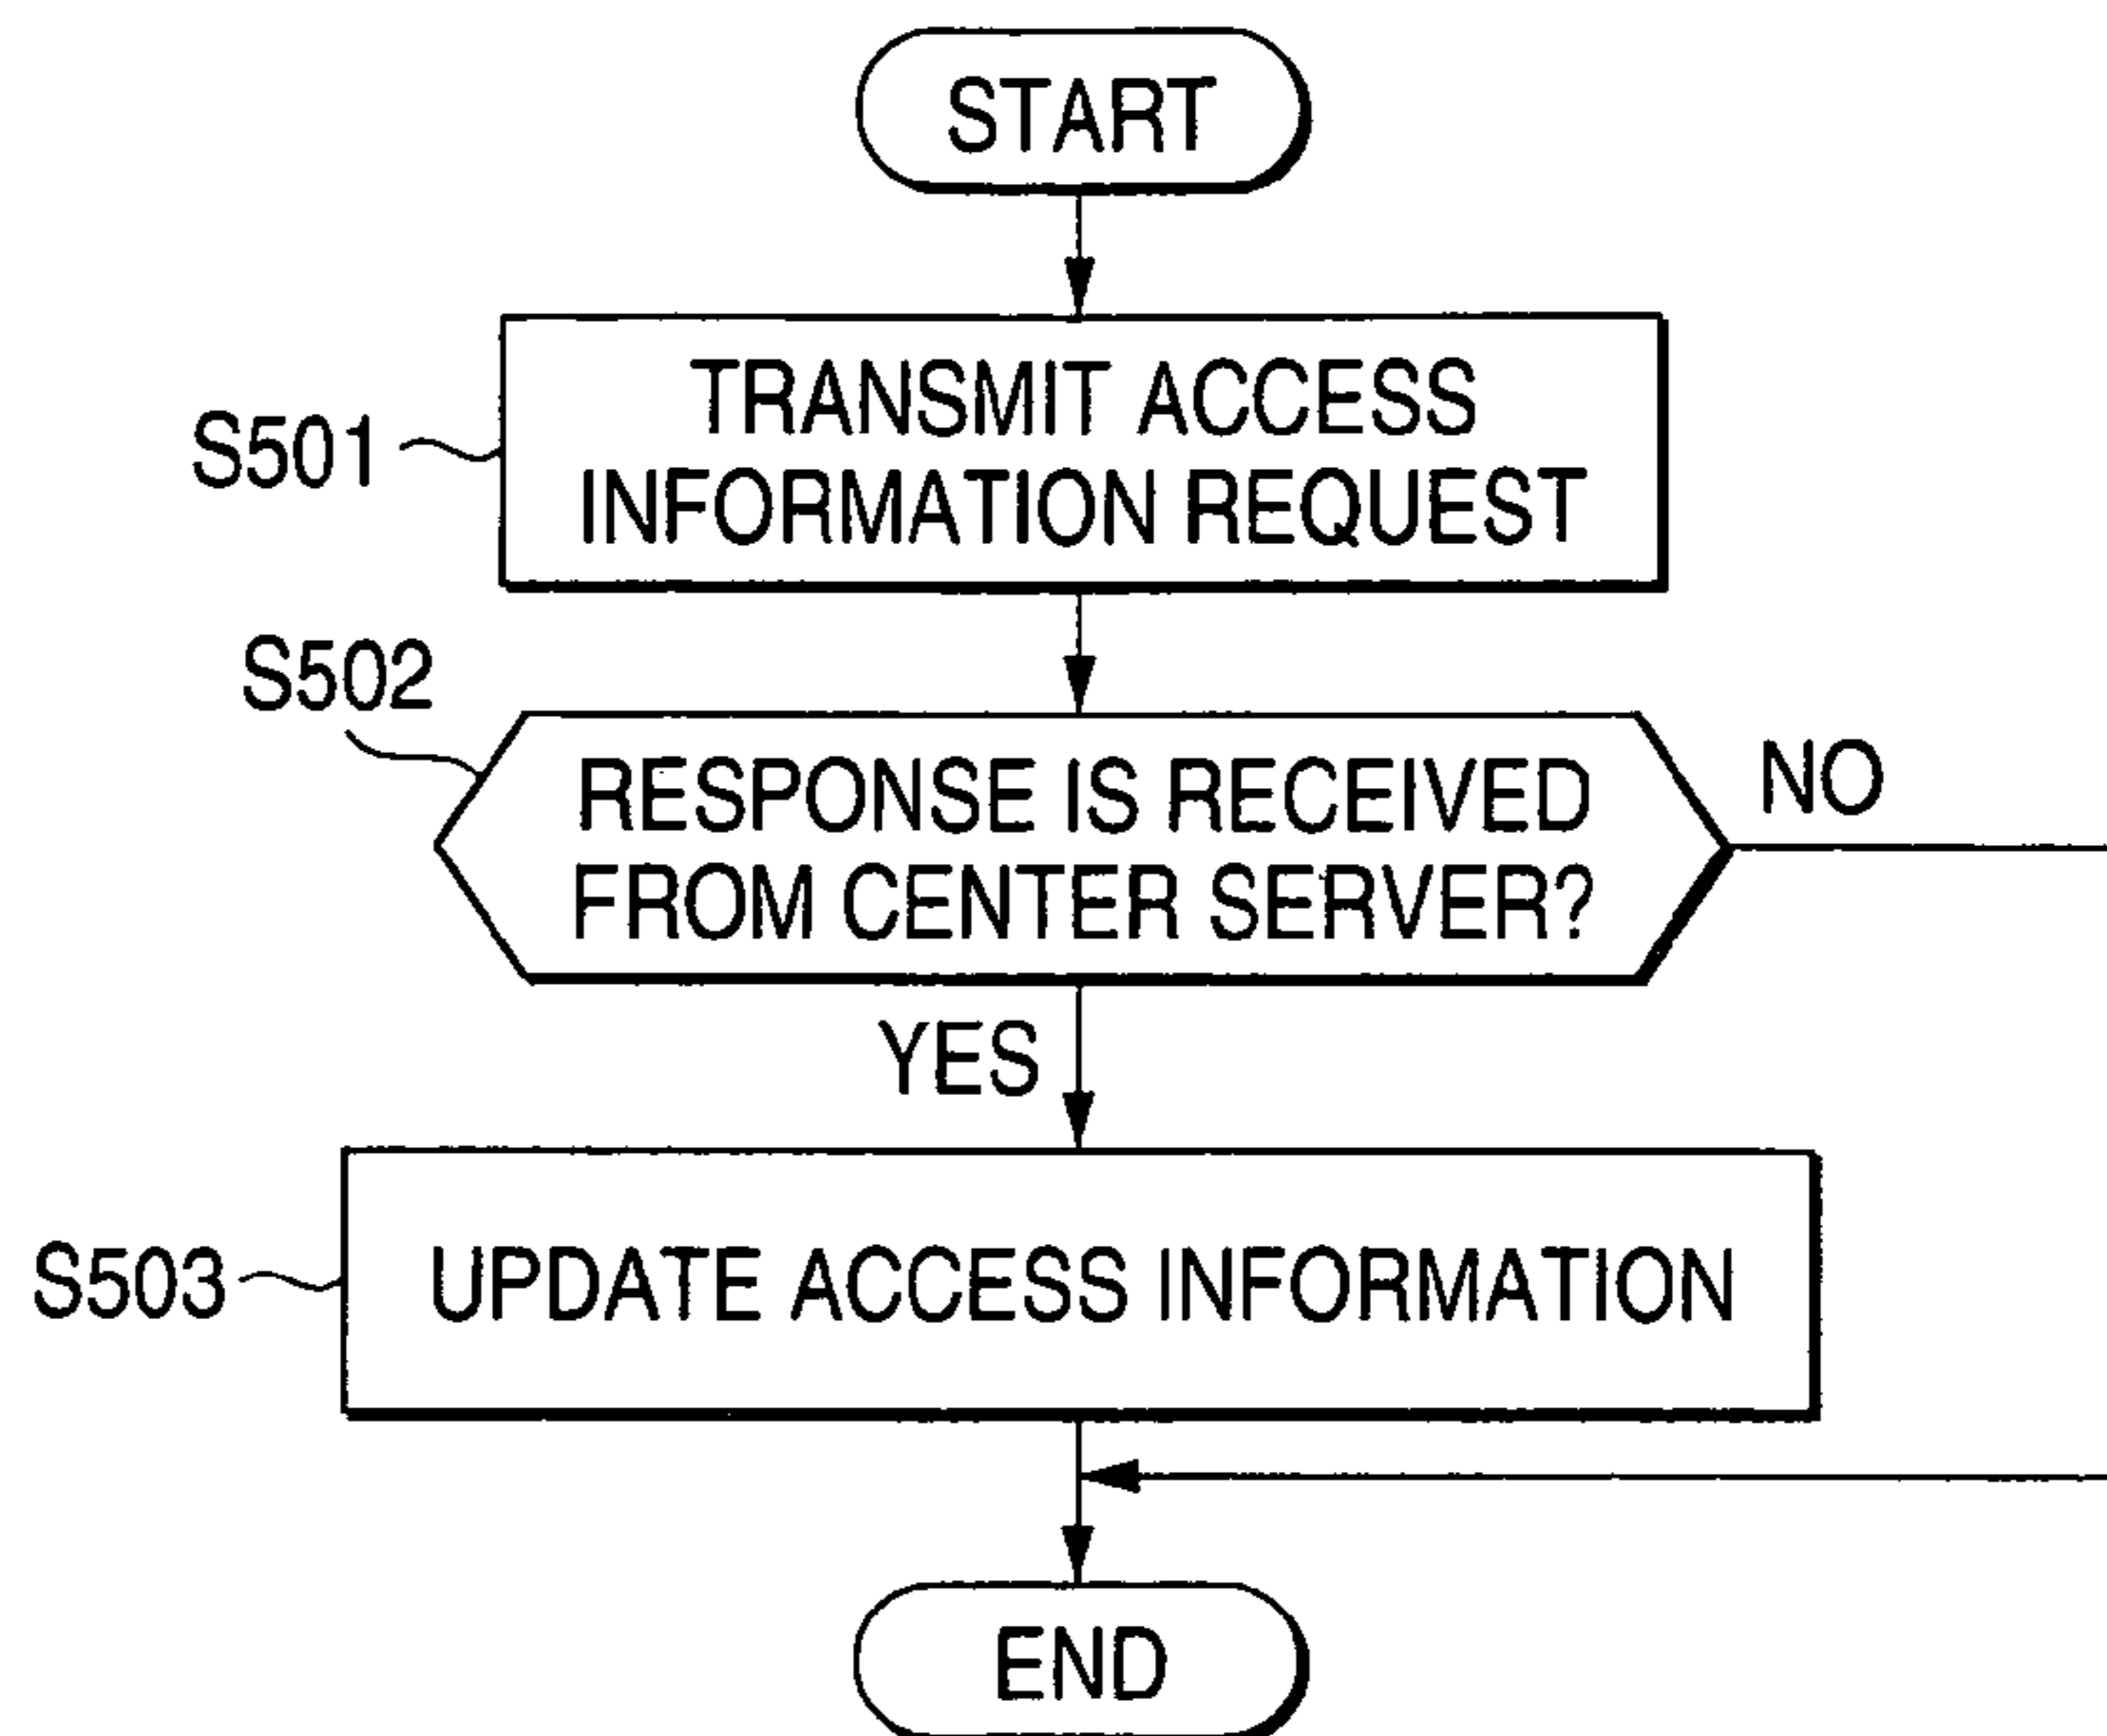 START
S501
TRANSMIT ACCESS
INFORMATION REQUEST
S502
RESPONSE IS RECEIVED
FROM CENTER SERVER?
NO
YES
S503
UPDATE ACCESS INFORMATION
END